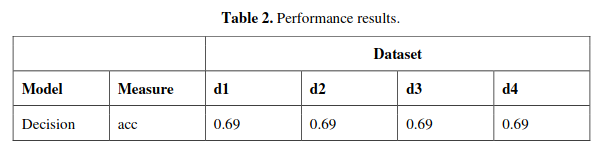 Table 2. Performance results.
Dataset
Model Measure d1 d2 d3 d4
Decision acc 0.69 0.69 0.69 0.69